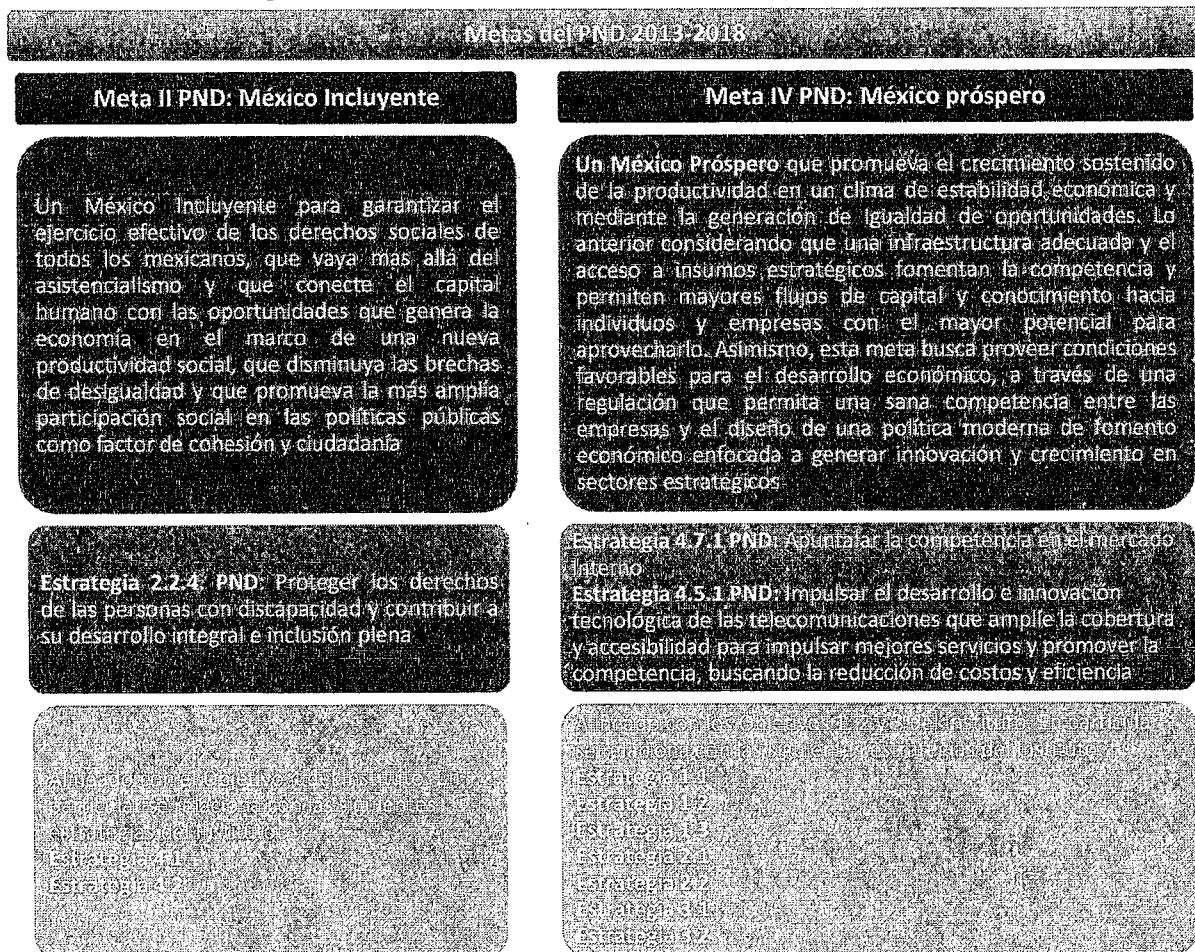 Metas del PND 2013-2018
Meta II PND: México Incluyente
Un México Incluyente para garantizar el
ejercicio efectivo de los derechos sociales de
todos los mexicanos, que vaya mas allá del
asistencialismo y que conecte el capital
humano con las oportunidades que genera la
economía en el marco de una nueva
productividad social, que disminuya las brechas
de desigualdad y que promueva la más amplia
participación social en las políticas públicas
como factor de cohesión y ciudadanía
Estrategia 2.2.4. PND: Proteger los derechos
de las personas con discapacidad y contribuir a
su desarrollo integral e inclusión plena
Estrategia 4.1
Estrategia 4.2
Meta IV PND: México próspero
Un México Próspero que promueva el crecimiento sostenido
de la productividad en un clima de estabilidad económica y
mediante la generación de igualdad de oportunidades. Lo
anterior considerando que una infraestructura adecuada y el
acceso a insumos estratégicos fomentan la competencia y
permiten mayores flujos de capital y conocimiento hacia
individuos y empresas con el mayor potencial para
aprovecharlo. Asimismo, esta meta busca proveer condiciones
favorables para el desarrollo económico, a través de una
regulación que permita una sana competencia entre las
empresas y el diseño de una política moderna de fomento
económico enfocada a generar innovación y crecimiento en
sectores estratégicos
Estrategia 4.7.1 PND: Apuntalar la competencia en el mercado
interno
Estrategia 4.5.1 PND: Impulsar el desarrollo e innovación
tecnológica de las telecomunicaciones que amplíe la cobertura
y accesibilidad para impulsar mejores servicios y promover la
competencia, buscando la reducción de costos y eficiencia
Estrategia 1.1
Estrategia 1.2
Estrategia 1.3
Estrategia 2.1
Estrategia 2.2
Estrategia 3.1
Estrategia 3.2